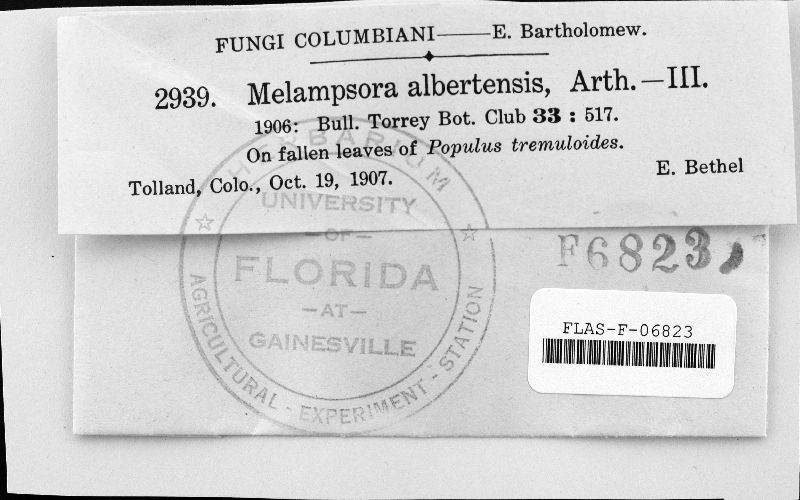 FUNGI COLUMBIANI——E. Bartholomew.
2939. Melampsora albertensis, Arth.—III.
1906: Bull. Torrey Bot. Club 33 : 517.
On fallen leaves of Populus tremuloides.
Tolland, Colo., Oct. 19, 1907.
E. Bethel
HERBARIUM
UNIVERSITY
—OF—
FLORIDA
—AT—
GAINESVILLE
AGRICULTURAL - EXPERIMENT - STATION
F6823
FLAS-F-06823